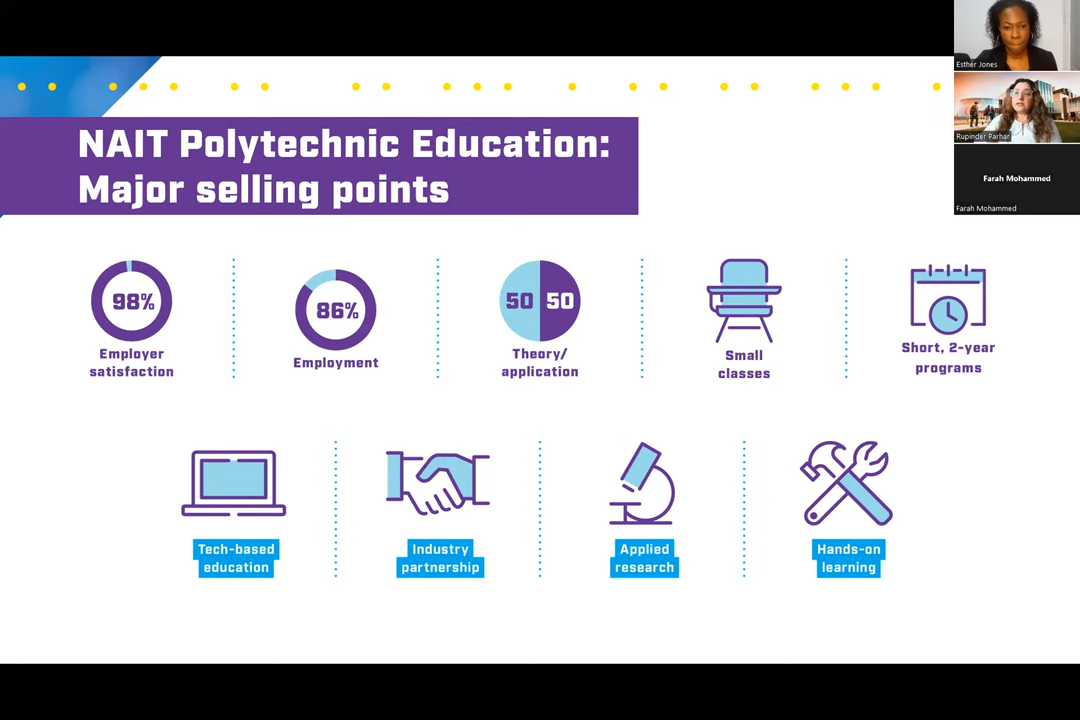 Esther Jones
Rupinder Parhar
Farah Mohammed
Farah Mohammed
NAIT Polytechnic Education:
Major selling points
98%
Employer
satisfaction
86%
Employment
50 50
Theory/
application
Small
classes
Short, 2-year
programs
Tech-based
education
Industry
partnership
Applied
research
Hands-on
learning